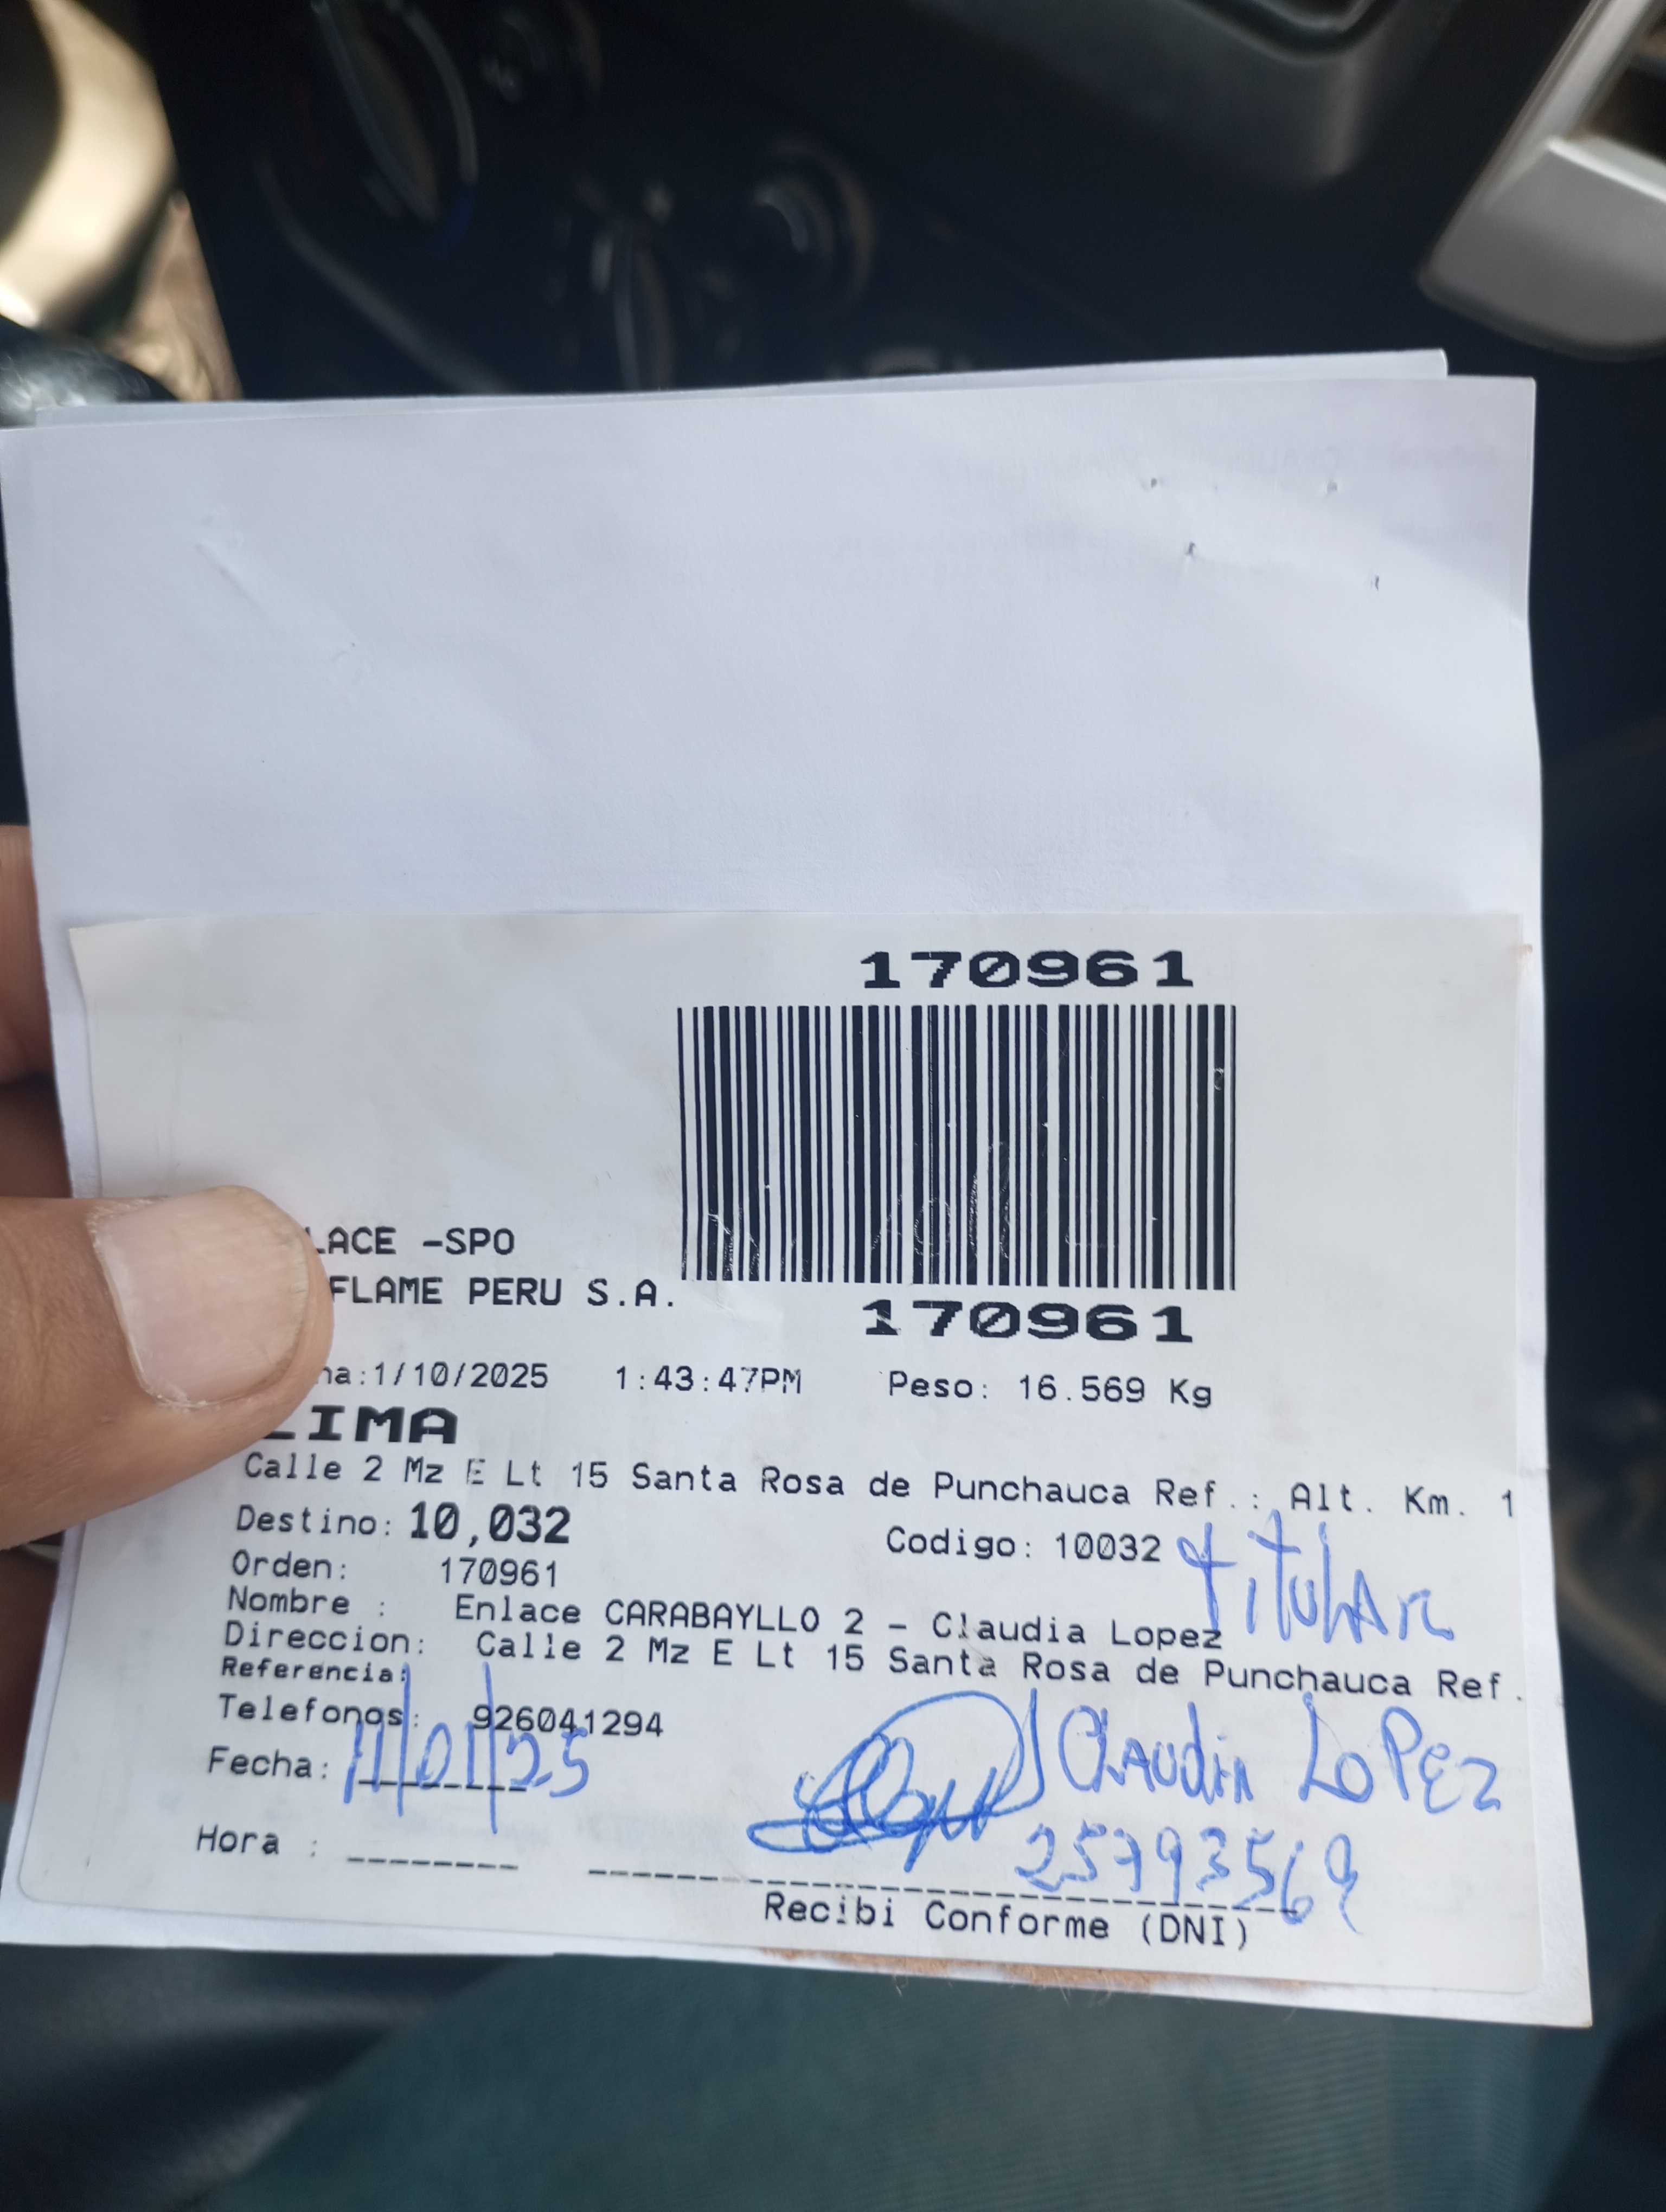 170961
170961
LACE -SPO
FLAME PERU S.A.
na:1/10/2025 1:43:47PM Peso: 16.569 Kg
LIMA
Calle 2 Mz E Lt 15 Santa Rosa de Punchauca Ref.: Alt. Km. 1
Destino: 10,032 Codigo: 10032 titular
Orden: 170961
Nombre : Enlace CARABAYLLO 2 - Claudia Lopez
Direccion: Calle 2 Mz E Lt 15 Santa Rosa de Punchauca Ref.
Referencia:
Telefonos: 926041294
Fecha: 11/01/25 Claudia Lopez
Hora : 25793569
Recibi Conforme (DNI)